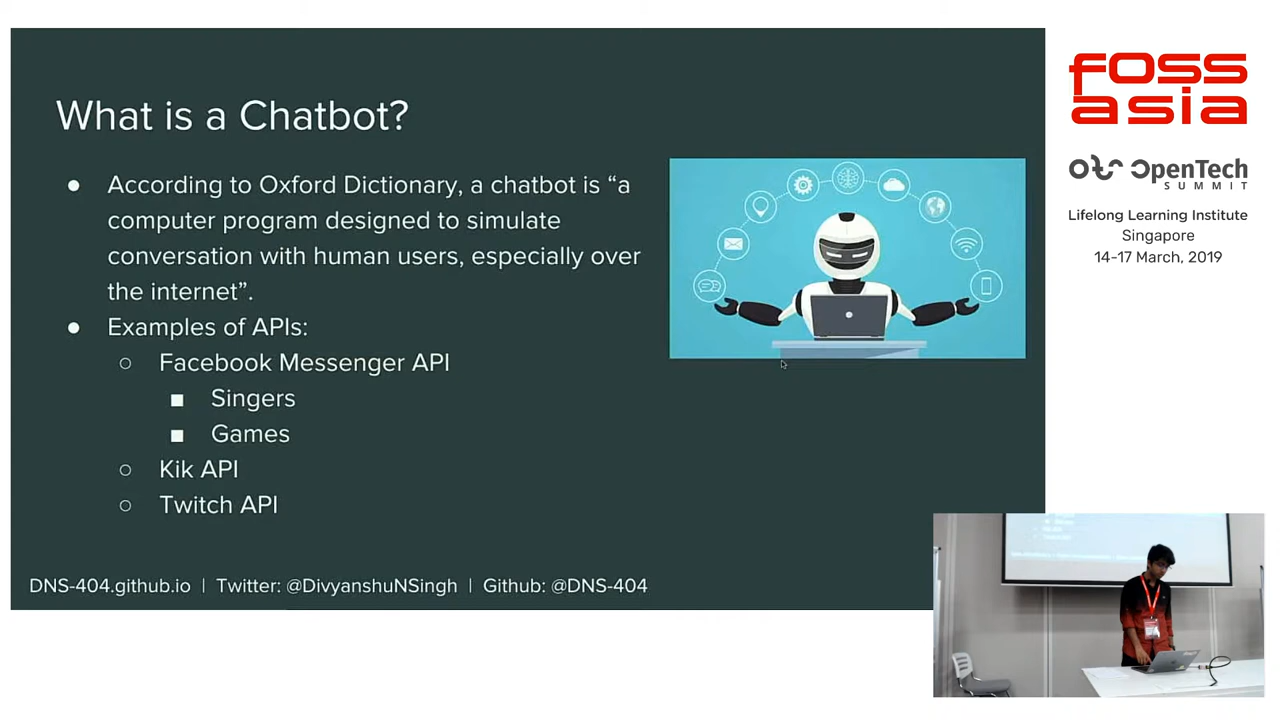 What is a Chatbot?
● According to Oxford Dictionary, a chatbot is “a
computer program designed to simulate
conversation with human users, especially over
the internet”.
● Examples of APIs:
○ Facebook Messenger API
■ Singers
■ Games
○ Kik API
○ Twitch API
DNS-404.github.io | Twitter: @DivyanshuNSingh | Github: @DNS-404
foss
asia
OpenTech
SUMMIT
Lifelong Learning Institute
Singapore
14-17 March, 2019